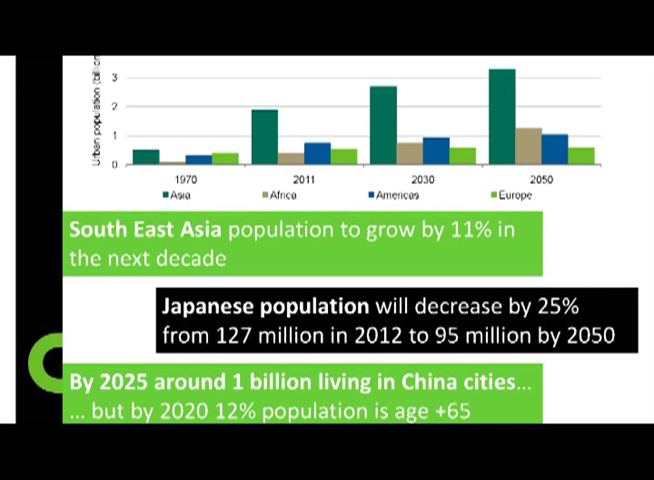 Urban population (billion
3
2
1
0
1970 2011 2030 2050
Asia Africa Americas Europe
South East Asia population to grow by 11% in
the next decade
Japanese population will decrease by 25%
from 127 million in 2012 to 95 million by 2050
By 2025 around 1 billion living in China cities...
... but by 2020 12% population is age +65